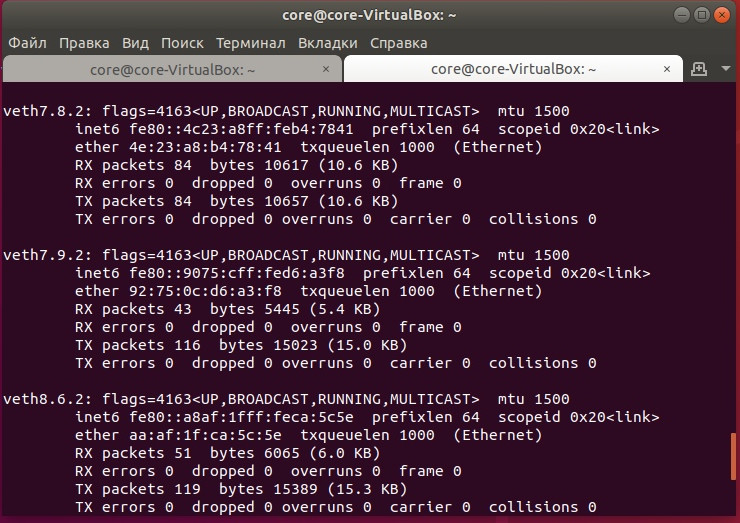 core@core-VirtualBox: ~
Файл Правка Вид Поиск Терминал Вкладки Справка
core@core-VirtualBox: ~ × core@core-VirtualBox: ~ ×
veth7.8.2: flags=4163<UP,BROADCAST,RUNNING,MULTICAST>  mtu 1500
        inet6 fe80::4c23:a8ff:feb4:7841  prefixlen 64  scopeid 0x20<link>
        ether 4e:23:a8:b4:78:41  txqueuelen 1000  (Ethernet)
        RX packets 84  bytes 10617 (10.6 KB)
        RX errors 0  dropped 0  overruns 0  frame 0
        TX packets 84  bytes 10657 (10.6 KB)
        TX errors 0  dropped 0 overruns 0  carrier 0  collisions 0
veth7.9.2: flags=4163<UP,BROADCAST,RUNNING,MULTICAST>  mtu 1500
        inet6 fe80::9075:cff:fed6:a3f8  prefixlen 64  scopeid 0x20<link>
        ether 92:75:0c:d6:a3:f8  txqueuelen 1000  (Ethernet)
        RX packets 43  bytes 5445 (5.4 KB)
        RX errors 0  dropped 0  overruns 0  frame 0
        TX packets 116  bytes 15023 (15.0 KB)
        TX errors 0  dropped 0 overruns 0  carrier 0  collisions 0
veth8.6.2: flags=4163<UP,BROADCAST,RUNNING,MULTICAST>  mtu 1500
        inet6 fe80::a8af:1fff:feca:5c5e  prefixlen 64  scopeid 0x20<link>
        ether aa:af:1f:ca:5c:5e  txqueuelen 1000  (Ethernet)
        RX packets 51  bytes 6065 (6.0 KB)
        RX errors 0  dropped 0  overruns 0  frame 0
        TX packets 119  bytes 15389 (15.3 KB)
        TX errors 0  dropped 0 overruns 0  carrier 0  collisions 0